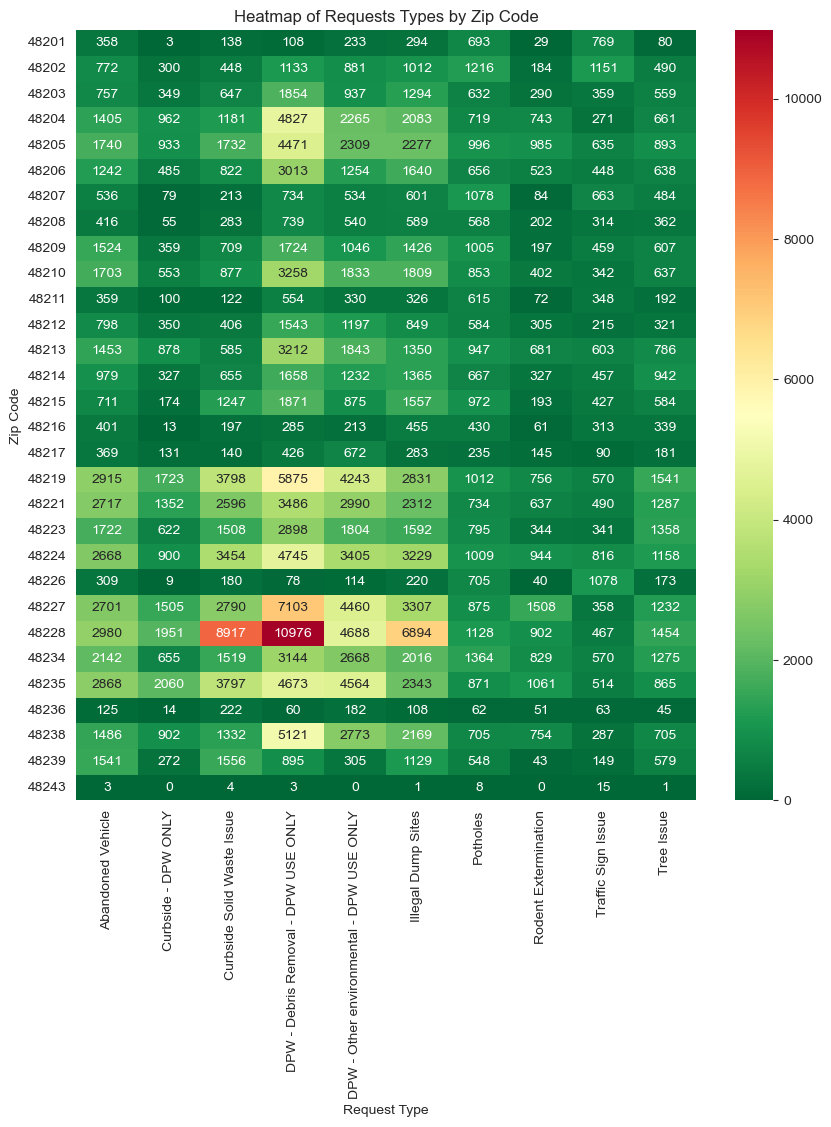 Heatmap of Requests Types by Zip Code
Zip Code
48201 358 3 138 108 233 294 693 29 769 80
48202 772 300 448 1133 881 1012 1216 184 1151 490
48203 757 349 647 1854 937 1294 632 290 359 559
48204 1405 962 1181 4827 2265 2083 719 743 271 661
48205 1740 933 1732 4471 2309 2277 996 985 635 893
48206 1242 485 822 3013 1254 1640 656 523 448 638
48207 536 79 213 734 534 601 1078 84 663 484
48208 416 55 283 739 540 589 568 202 314 362
48209 1524 359 709 1724 1046 1426 1005 197 459 607
48210 1703 553 877 3258 1833 1809 853 402 342 637
48211 359 100 122 554 330 326 615 72 348 192
48212 798 350 406 1543 1197 849 584 305 215 321
48213 1453 878 585 3212 1843 1350 947 681 603 786
48214 979 327 655 1658 1232 1365 667 327 457 942
48215 711 174 1247 1871 875 1557 972 193 427 584
48216 401 13 197 285 213 455 430 61 313 339
48217 369 131 140 426 672 283 235 145 90 181
48219 2915 1723 3798 5875 4243 2831 1012 756 570 1541
48221 2717 1352 2596 3486 2990 2312 734 637 490 1287
48223 1722 622 1508 2898 1804 1592 795 344 341 1358
48224 2668 900 3454 4745 3405 3229 1009 944 816 1158
48226 309 9 180 78 114 220 705 40 1078 173
48227 2701 1505 2790 7103 4460 3307 875 1508 358 1232
48228 2980 1951 8917 10976 4688 6894 1128 902 467 1454
48234 2142 655 1519 3144 2668 2016 1364 829 570 1275
48235 2868 2060 3797 4673 4564 2343 871 1061 514 865
48236 125 14 222 60 182 108 62 51 63 45
48238 1486 902 1332 5121 2773 2169 705 754 287 705
48239 1541 272 1556 895 305 1129 548 43 149 579
48243 3 0 4 3 0 1 8 0 15 1
Abandoned Vehicle
Curbside - DPW ONLY
Curbside Solid Waste Issue
DPW - Debris Removal - DPW USE ONLY
DPW - Other environmental - DPW USE ONLY
Illegal Dump Sites
Potholes
Rodent Extermination
Traffic Sign Issue
Tree Issue
Request Type
10000
8000
6000
4000
2000
0